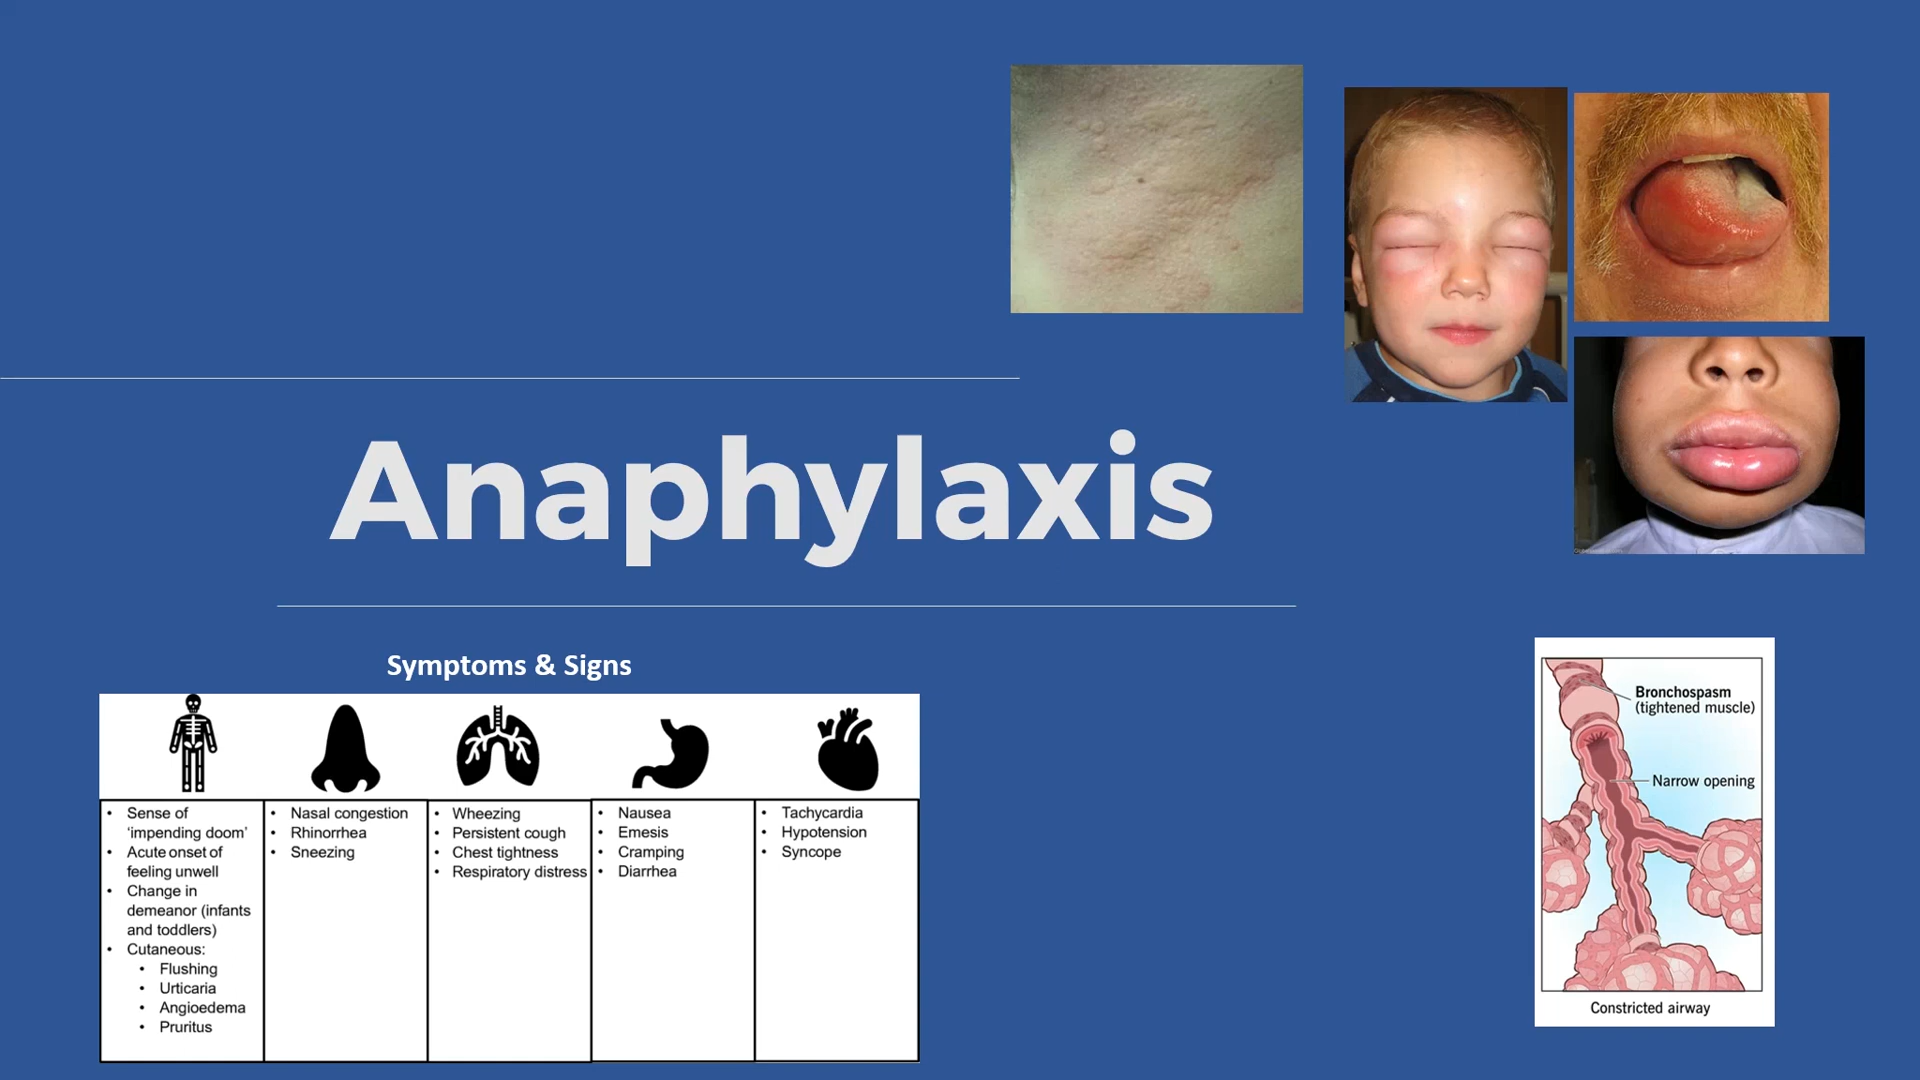 Anaphylaxis
Symptoms & Signs
• Sense of
‘impending doom’
• Acute onset of
feeling unwell
• Change in
demeanor (infants
and toddlers)
• Cutaneous:
• Flushing
• Urticaria
• Angioedema
• Pruritus
• Nasal congestion
• Rhinorrhea
• Sneezing
• Wheezing
• Persistent cough
• Chest tightness
• Respiratory distress
• Nausea
• Emesis
• Cramping
• Diarrhea
• Tachycardia
• Hypotension
• Syncope
Bronchospasm
(tightened muscle)
Narrow opening
Constricted airway